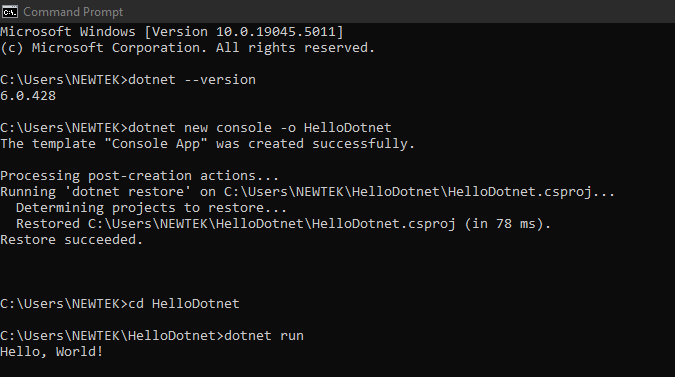 Command Prompt
Microsoft Windows [Version 10.0.19045.5011]
(c) Microsoft Corporation. All rights reserved.
C:\Users\NEWTEK>dotnet --version
6.0.428
C:\Users\NEWTEK>dotnet new console -o HelloDotnet
The template "Console App" was created successfully.
Processing post-creation actions...
Running 'dotnet restore' on C:\Users\NEWTEK\HelloDotnet\HelloDotnet.csproj...
  Determining projects to restore...
  Restored C:\Users\NEWTEK\HelloDotnet\HelloDotnet.csproj (in 78 ms).
Restore succeeded.
C:\Users\NEWTEK>cd HelloDotnet
C:\Users\NEWTEK\HelloDotnet>dotnet run
Hello, World!